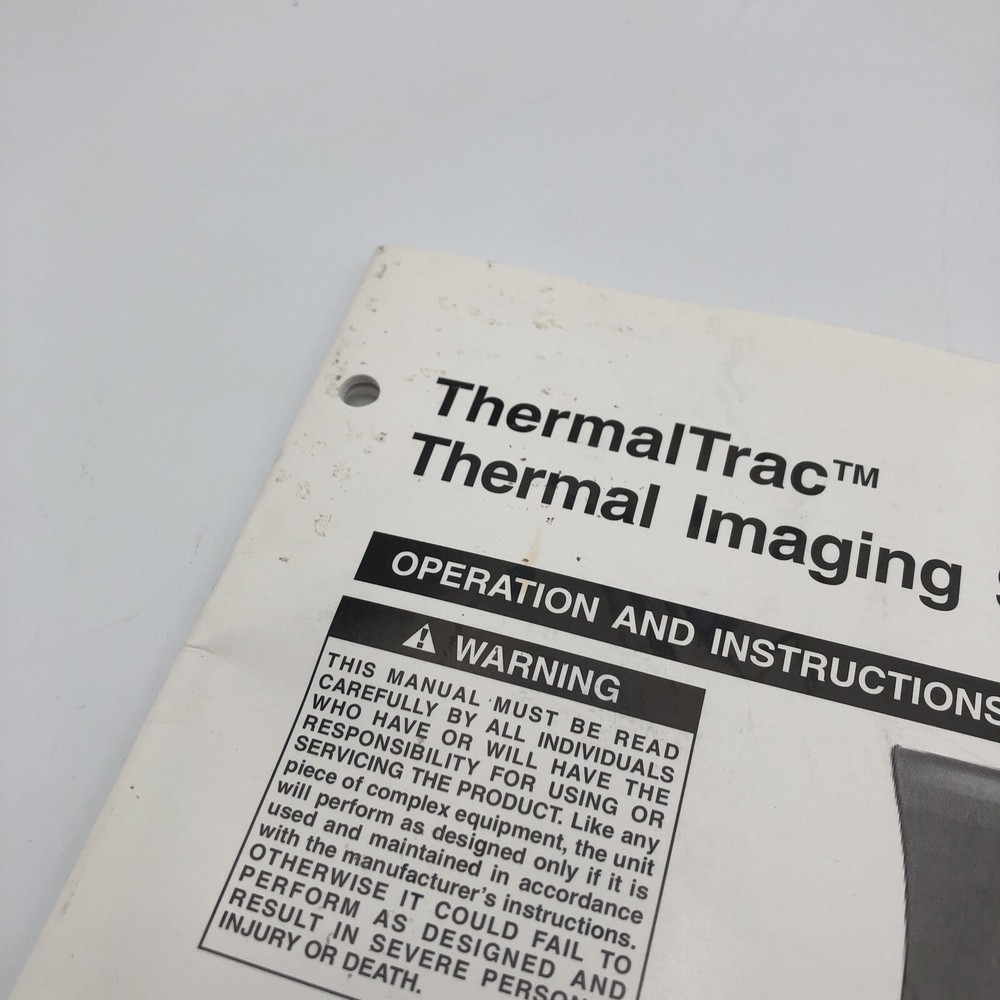 ThermalTrac™
Thermal Imaging
OPERATION AND INSTRUCTIONS
⚠ WARNING
THIS MANUAL MUST BE READ
CAREFULLY BY ALL INDIVIDUALS
WHO HAVE OR WILL HAVE THE
RESPONSIBILITY FOR USING OR
SERVICING THE PRODUCT. Like any
piece of complex equipment, the unit
will perform as designed only if it is
used and maintained in accordance
with the manufacturer's instructions.
OTHERWISE IT COULD FAIL TO
PERFORM AS DESIGNED AND
RESULT IN SEVERE
INJURY OR DEATH.